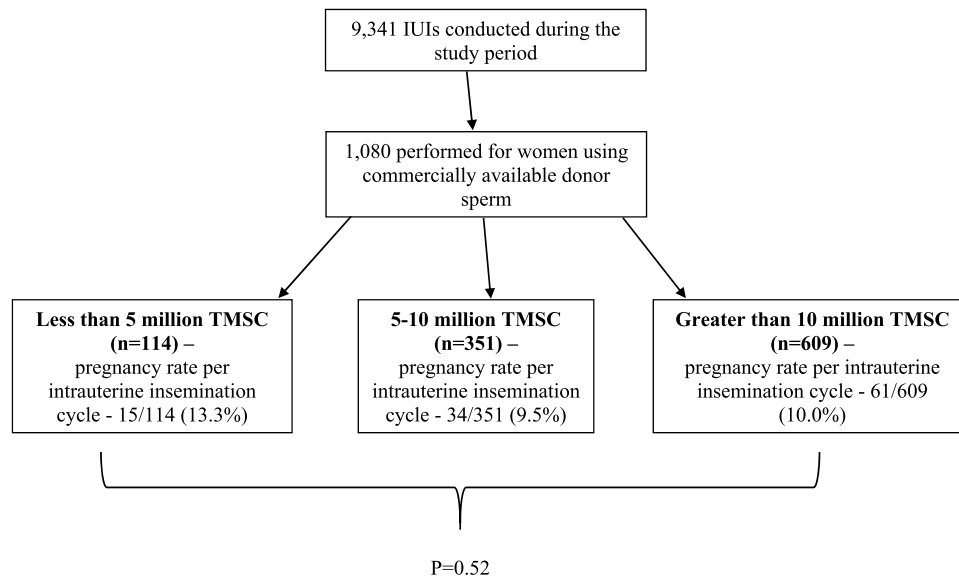 9,341 IUIs conducted during the
study period
1,080 performed for women using
commercially available donor
sperm
Less than 5 million TMSC
(n=114) –
pregnancy rate per
intrauterine insemination
cycle - 15/114 (13.3%)
5-10 million TMSC
(n=351) –
pregnancy rate per
intrauterine insemination
cycle - 34/351 (9.5%)
Greater than 10 million TMSC
(n=609) –
pregnancy rate per intrauterine
insemination cycle - 61/609
(10.0%)
P=0.52